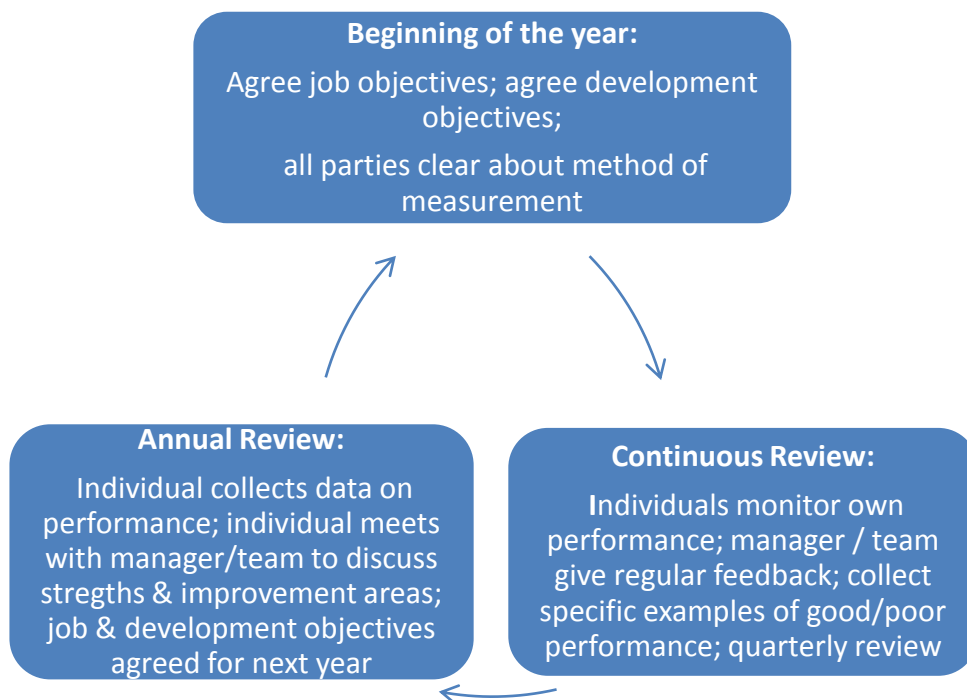 Beginning of the year:
Agree job objectives; agree development
objectives;
all parties clear about method of
measurement
Annual Review:
Individual collects data on
performance; individual meets
with manager/team to discuss
stregths & improvement areas;
job & development objectives
agreed for next year
Continuous Review:
Individuals monitor own
performance; manager / team
give regular feedback; collect
specific examples of good/poor
performance; quarterly review